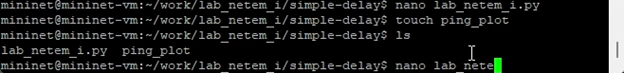 mininet@mininet-vm:~/work/lab_netem_i/simple-delay$ nano lab_netem_i.py
mininet@mininet-vm:~/work/lab_netem_i/simple-delay$ touch ping_plot
mininet@mininet-vm:~/work/lab_netem_i/simple-delay$ ls
lab_netem_i.py  ping_plot
mininet@mininet-vm:~/work/lab_netem_i/simple-delay$ nano lab_nete